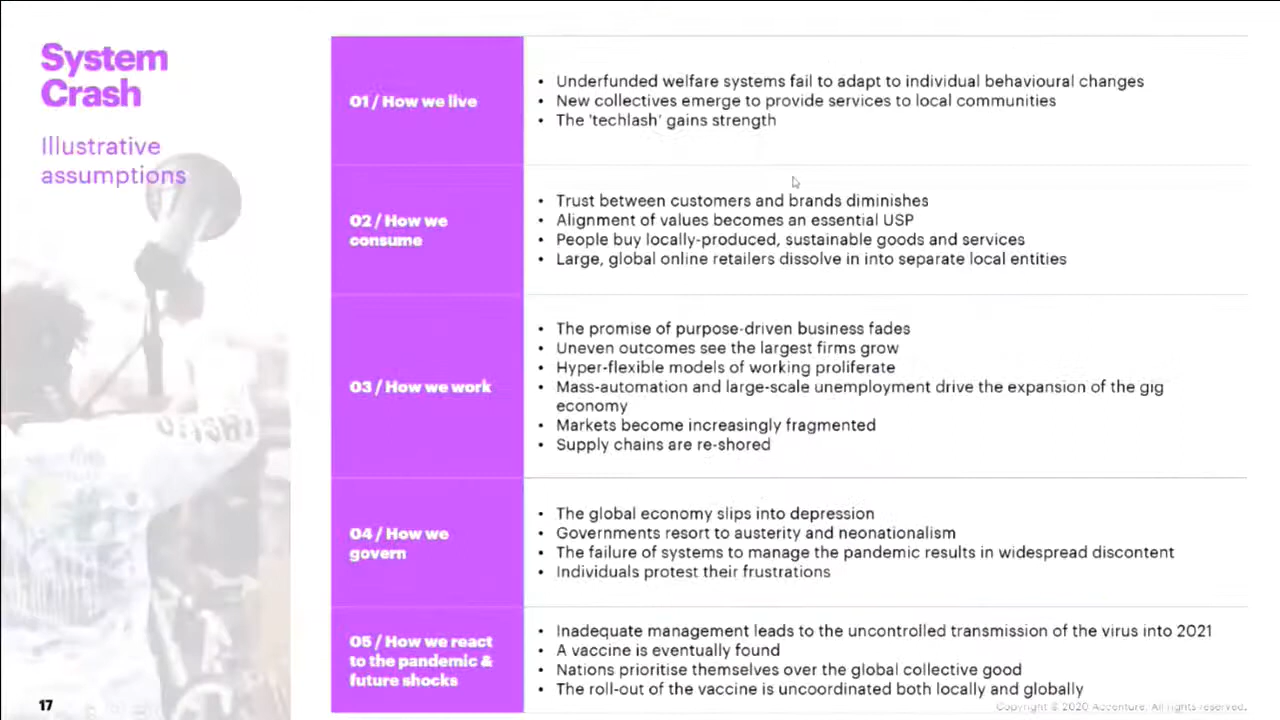 System
Crash
Illustrative
assumptions
01 / How we live
• Underfunded welfare systems fail to adapt to individual behavioural changes
• New collectives emerge to provide services to local communities
• The 'techlash' gains strength
02 / How we
consume
• Trust between customers and brands diminishes
• Alignment of values becomes an essential USP
• People buy locally-produced, sustainable goods and services
• Large, global online retailers dissolve in into separate local entities
03 / How we work
• The promise of purpose-driven business fades
• Uneven outcomes see the largest firms grow
• Hyper-flexible models of working proliferate
• Mass-automation and large-scale unemployment drive the expansion of the gig
economy
• Markets become increasingly fragmented
• Supply chains are re-shored
04 / How we
govern
• The global economy slips into depression
• Governments resort to austerity and neonationalism
• The failure of systems to manage the pandemic results in widespread discontent
• Individuals protest their frustrations
05 / How we react
to the pandemic &
future shocks
• Inadequate management leads to the uncontrolled transmission of the virus into 2021
• A vaccine is eventually found
• Nations prioritise themselves over the global collective good
• The roll-out of the vaccine is uncoordinated both locally and globally
17
Copyright © 2020 Accenture. All rights reserved.